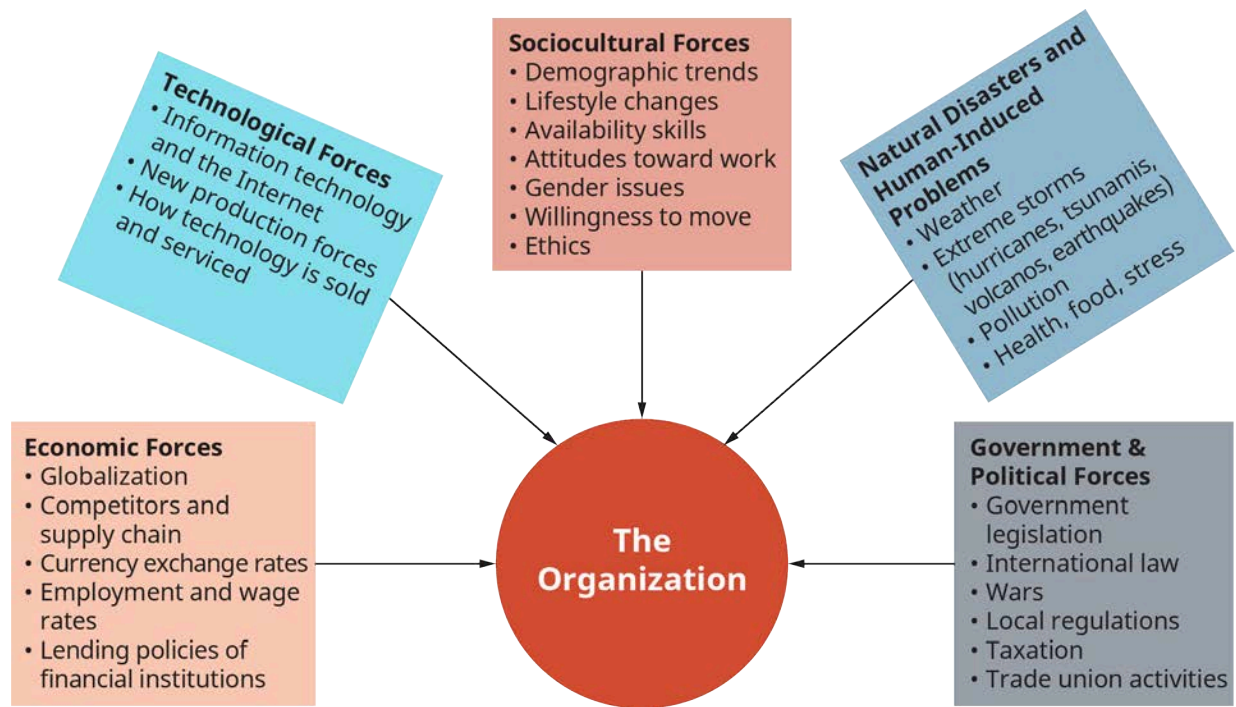 Technological Forces
• Information technology
and the Internet
• New production forces
• How technology is sold
and serviced
Sociocultural Forces
• Demographic trends
• Lifestyle changes
• Availability skills
• Attitudes toward work
• Gender issues
• Willingness to move
• Ethics
Natural Disasters and
Human-Induced
Problems
• Weather
• Extreme storms
(hurricanes, tsunamis,
volcanos, earthquakes)
• Pollution
• Health, food, stress
Economic Forces
• Globalization
• Competitors and
supply chain
• Currency exchange rates
• Employment and wage
rates
• Lending policies of
financial institutions
The
Organization
Government &
Political Forces
• Government
legislation
• International law
• Wars
• Local regulations
• Taxation
• Trade union activities